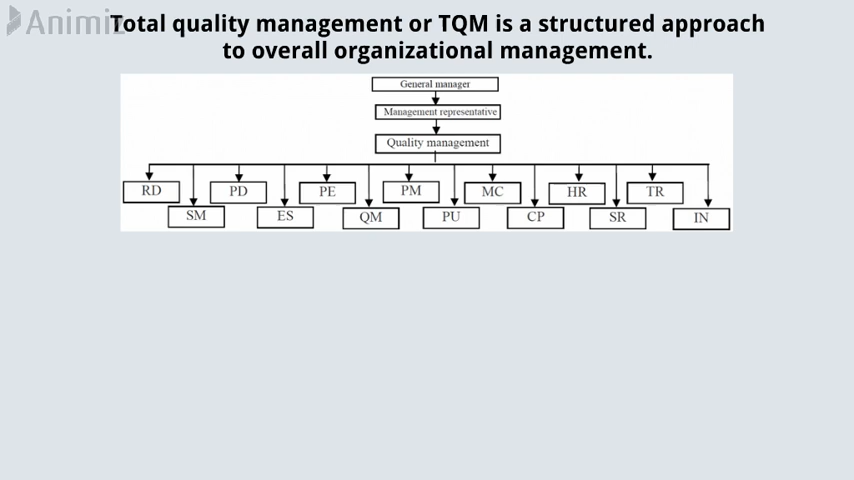 Animiz
Total quality management or TQM is a structured approach
to overall organizational management.
General manager
Management representative
Quality management
RD PD PE PM MC HR TR
SM ES QM PU CP SR IN